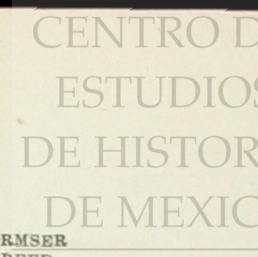 CENTRO D
ESTUDIOS
DE HISTOR
DE MEXIC
RMSER